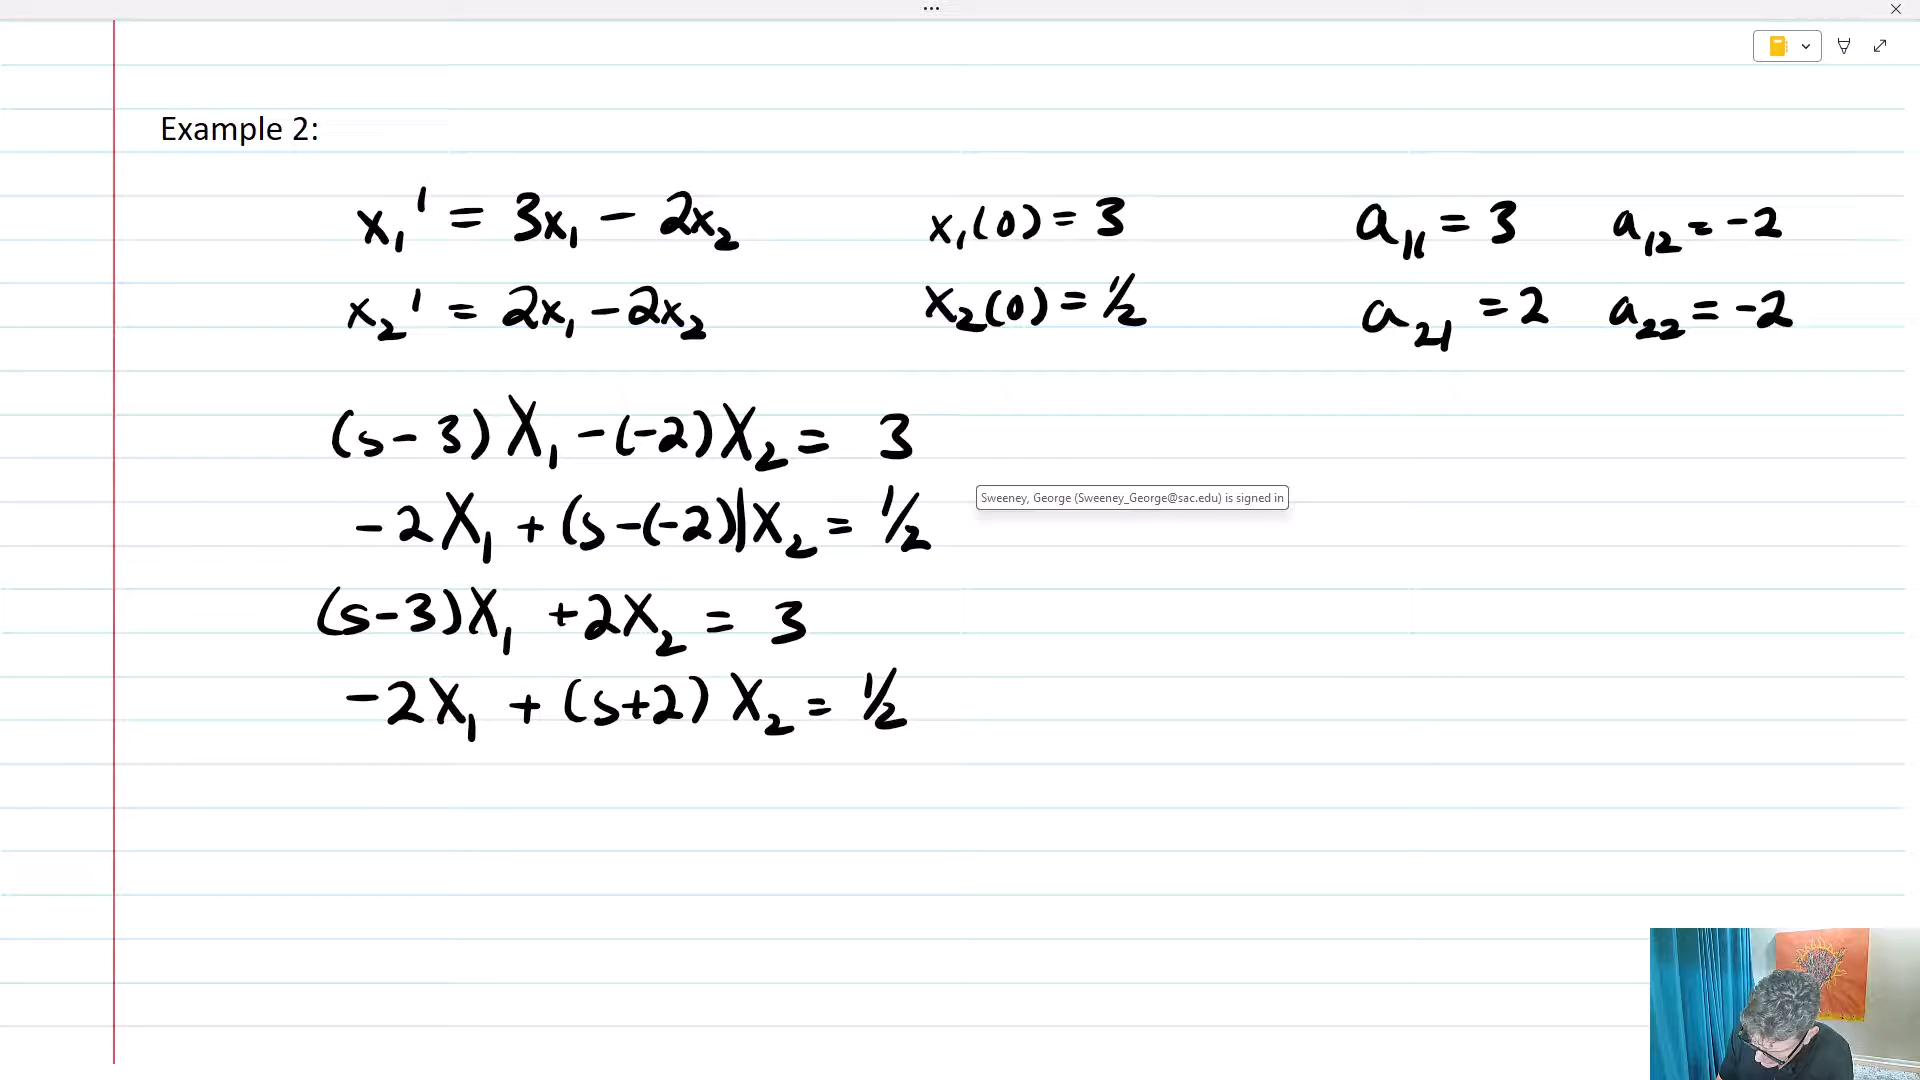 Example 2:
x₁' = 3x₁ - 2x₂ x₁(0) = 3 a₁₁ = 3 a₁₂ = -2
x₂' = 2x₁ - 2x₂ x₂(0) = 1/2 a₂₁ = 2 a₂₂ = -2
(s - 3) X₁ - (-2) X₂ = 3
Sweeney, George (Sweeney_George@sac.edu) is signed in
-2 X₁ + (s - (-2)) X₂ = 1/2
(s - 3) X₁ + 2X₂ = 3
-2X₁ + (s + 2) X₂ = 1/2